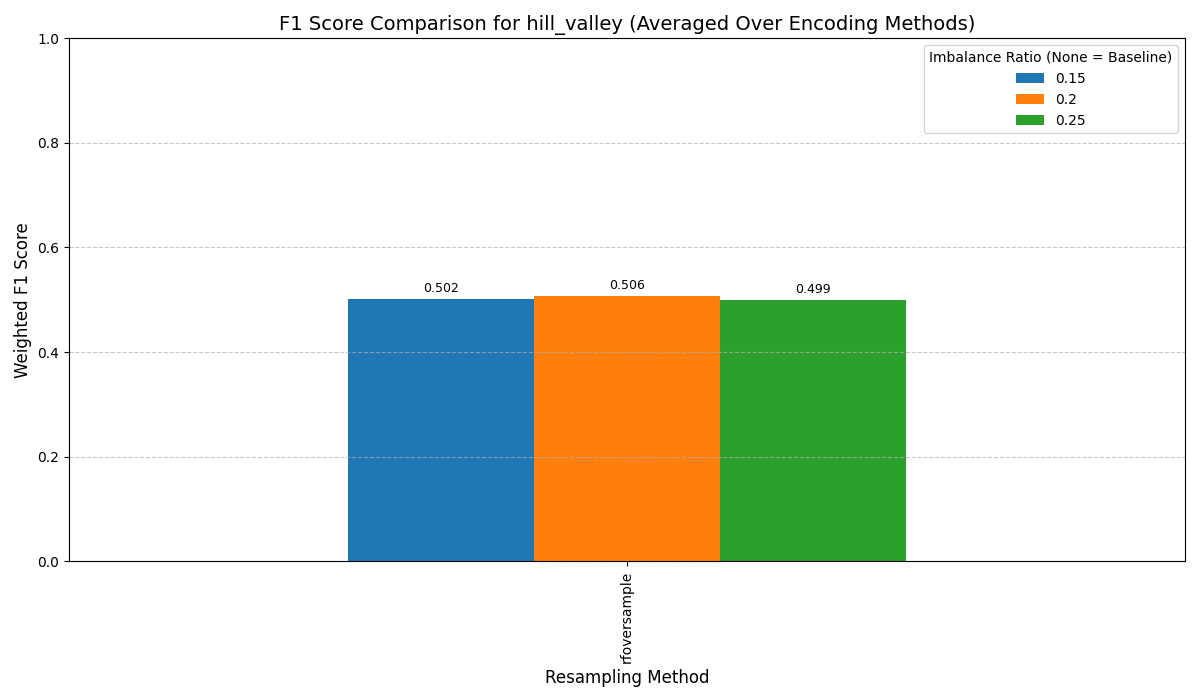 F1 Score Comparison for hill_valley (Averaged Over Encoding Methods)
Imbalance Ratio (None = Baseline)
0.15
0.2
0.25
Weighted F1 Score
1.0
0.8
0.6
0.4
0.2
0.0
0.502
0.506
0.499
rfoversample
Resampling Method